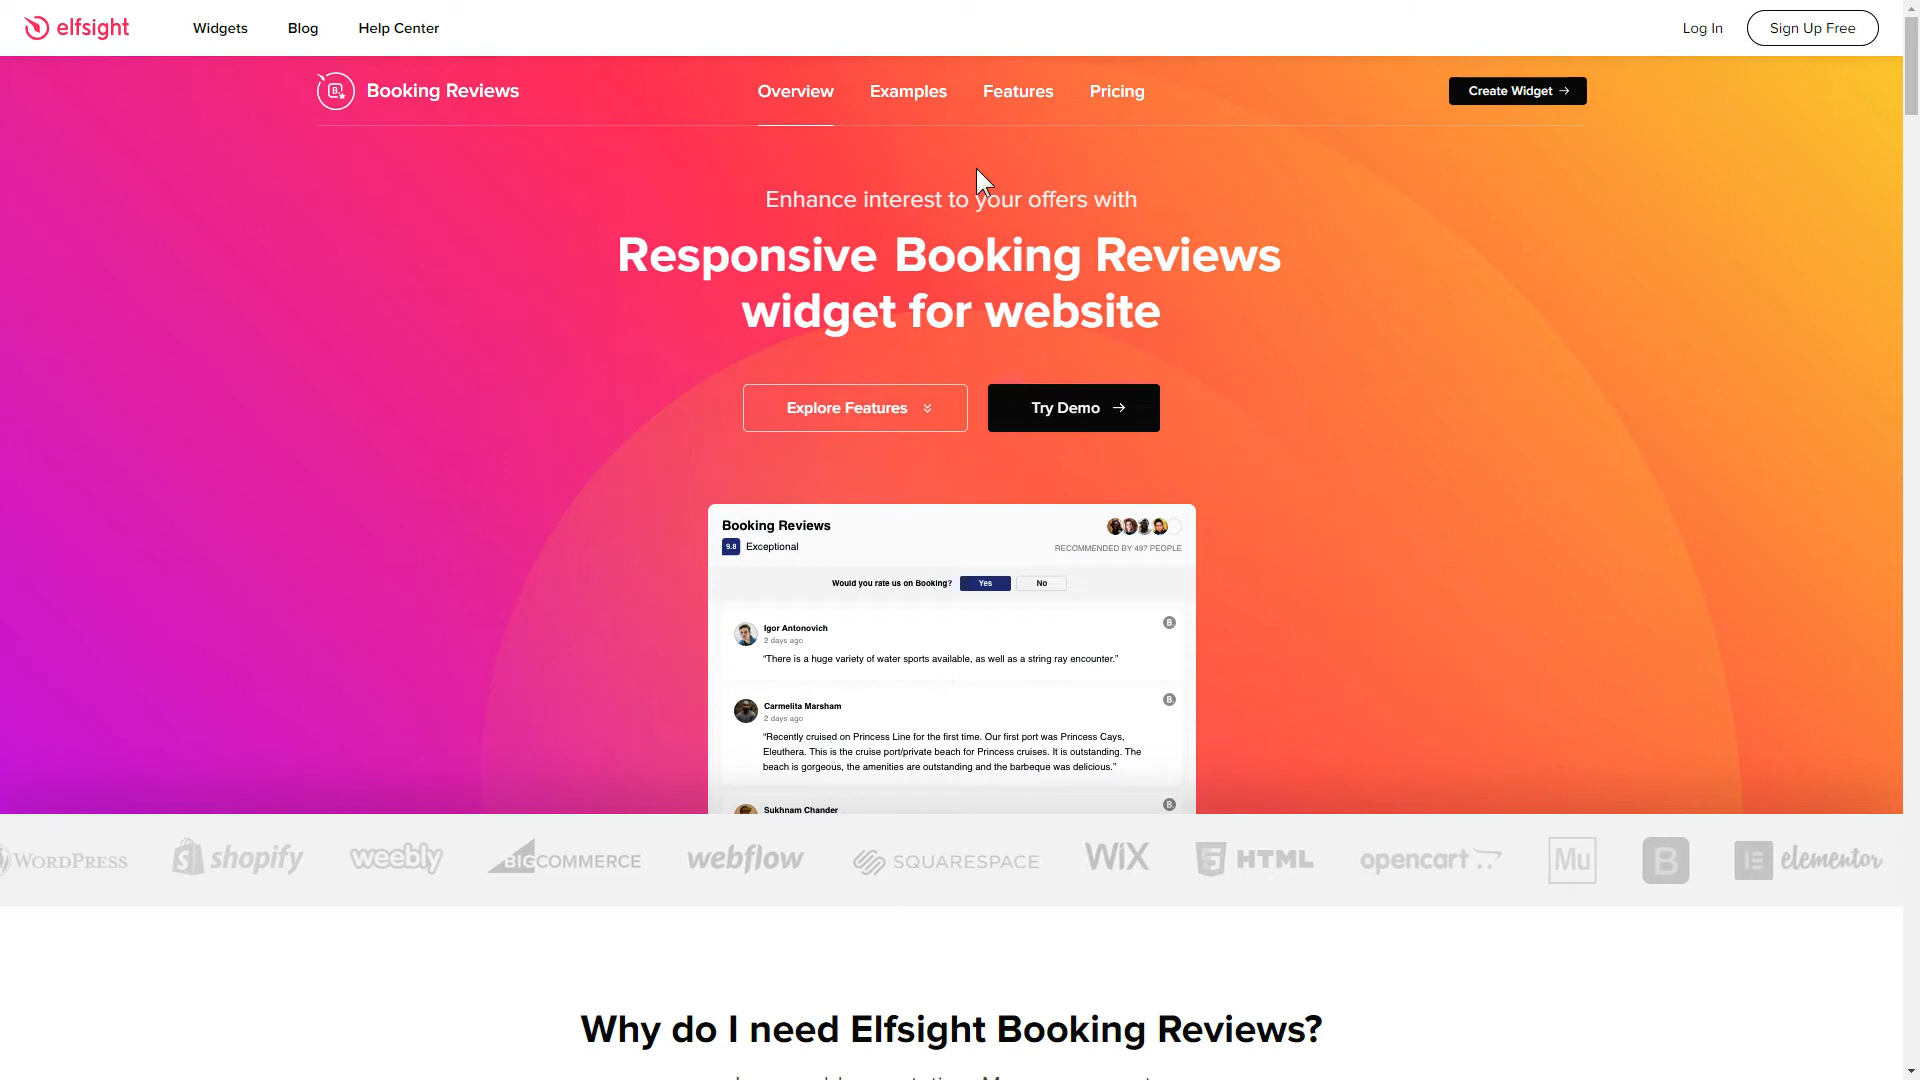 elfsight
Widgets
Blog
Help Center
Log In
Sign Up Free
Booking Reviews
Overview
Examples
Features
Pricing
Create Widget →
Enhance interest to your offers with
Responsive Booking Reviews
widget for website
Explore Features
Try Demo →
Booking Reviews
9.8 Exceptional
RECOMMENDED BY 497 PEOPLE
Would you rate us on Booking? Yes No
Igor Antonovich
2 days ago
“There is a huge variety of water sports available, as well as a string ray encounter.”
Carmelita Marsham
2 days ago
“Recently cruised on Princess Line for the first time. Our first port was Princess Cays,
Eleuthera. This is the cruise port/private beach for Princess cruises. It is outstanding. The
beach is gorgeous, the amenities are outstanding and the barbeque was delicious.”
Sukhnam Chander
WORDPRESS
shopify
weebly
BIGCOMMERCE
webflow
SQUARESPACE
WiX
HTML
opencart
Mu
B
elementor
Why do I need Elfsight Booking Reviews?